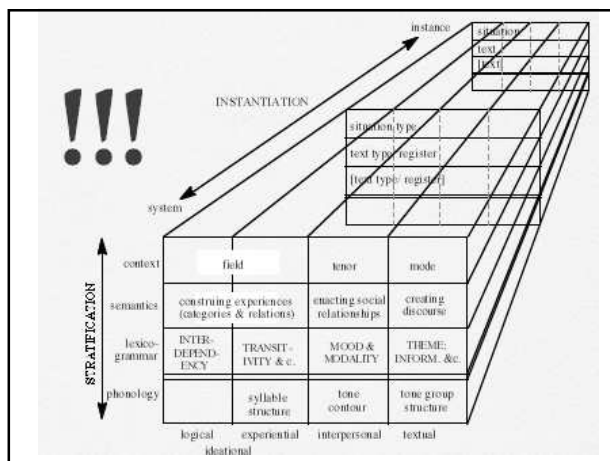 instance
situation
text
[text]
!!!
INSTANTIATION
situation type
text type/ register
[text type/ register]
system
context
field
tenor
mode
STRATIFICATION
semantics
construing experiences
(categories & relations)
enacting social
relationships
creating
discourse
lexico-
grammar
INTER-
DEPEND-
ENCY
TRANSIT-
IVITY & c.
MOOD &
MODALITY
THEME:
INFORM. &c.
phonology
syllable
structure
tone
contour
tone group
structure
logical
experiential
interpersonal
textual
ideational